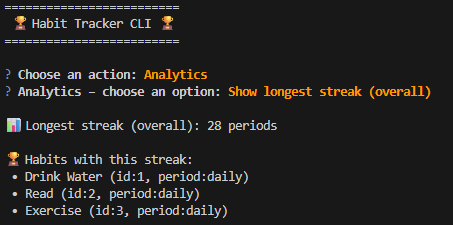 =========================
🏆 Habit Tracker CLI 🏆
=========================
? Choose an action: Analytics
? Analytics – choose an option: Show longest streak (overall)
📊 Longest streak (overall): 28 periods
🏆 Habits with this streak:
• Drink Water (id:1, period:daily)
• Read (id:2, period:daily)
• Exercise (id:3, period:daily)